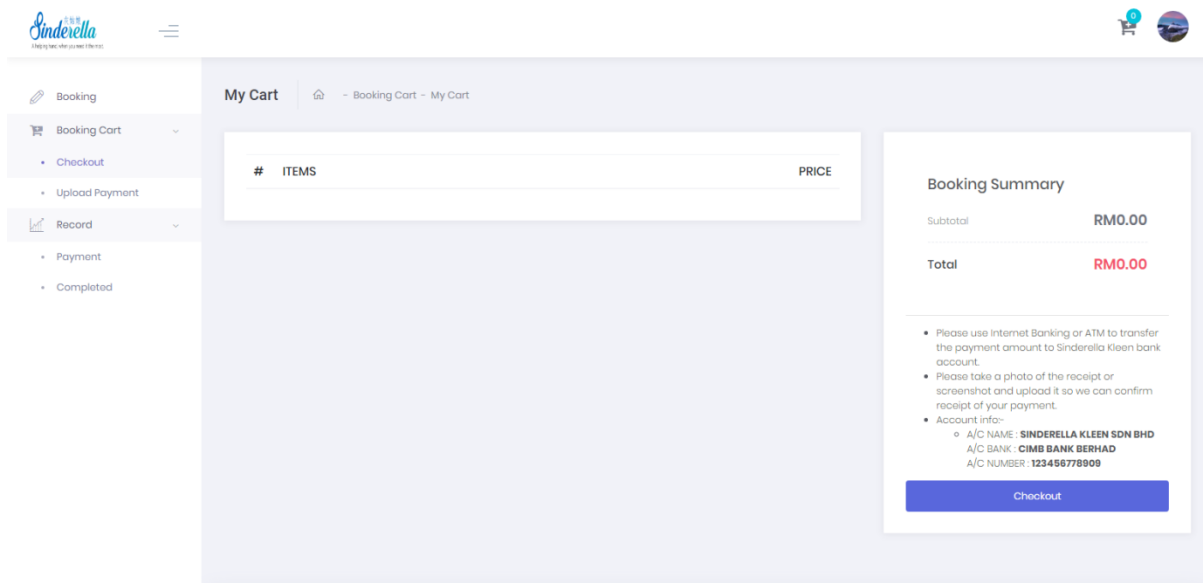 Sinderella
0
Booking
Booking Cart
Checkout
Upload Payment
Record
Payment
Completed
My Cart
- Booking Cart - My Cart
# ITEMS PRICE
Booking Summary
Subtotal RM0.00
Total RM0.00
Please use Internet Banking or ATM to transfer
the payment amount to Sinderella Kleen bank
account.
Please take a photo of the receipt or
screenshot and upload it so we can confirm
receipt of your payment.
Account info:-
A/C NAME : SINDERELLA KLEEN SDN BHD
A/C BANK : CIMB BANK BERHAD
A/C NUMBER : 123456778909
Checkout